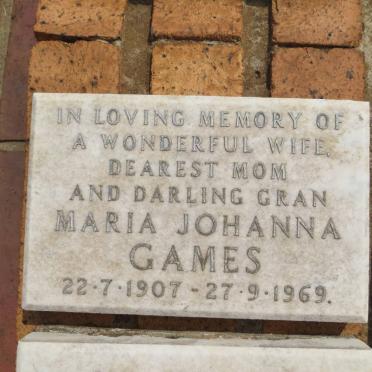 IN LOVING MEMORY OF
A WONDERFUL WIFE,
DEAREST MOM
AND DARLING GRAN
MARIA JOHANNA
GAMES
22·7·1907 - 27·9·1969.